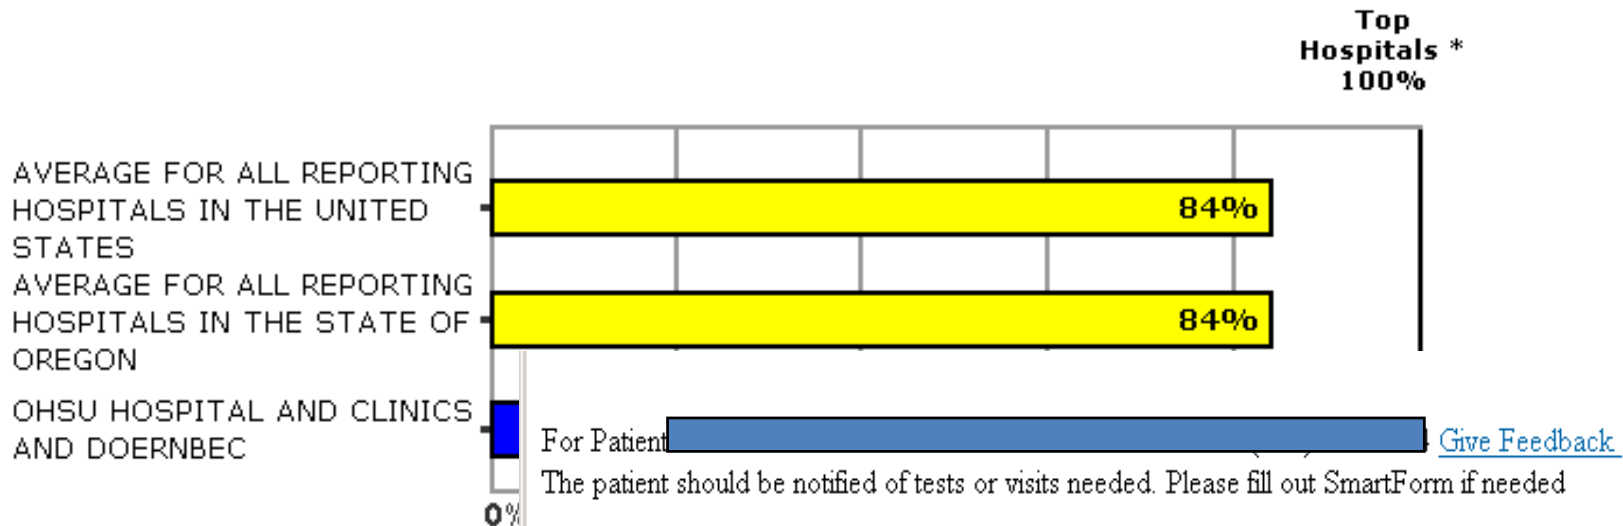 Top
Hospitals *
100%
AVERAGE FOR ALL REPORTING
HOSPITALS IN THE UNITED
STATES
84%
AVERAGE FOR ALL REPORTING
HOSPITALS IN THE STATE OF
OREGON
84%
OHSU HOSPITAL AND CLINICS
AND DOERNBEC
For Patient
Give Feedback
The patient should be notified of tests or visits needed. Please fill out SmartForm if needed
0%